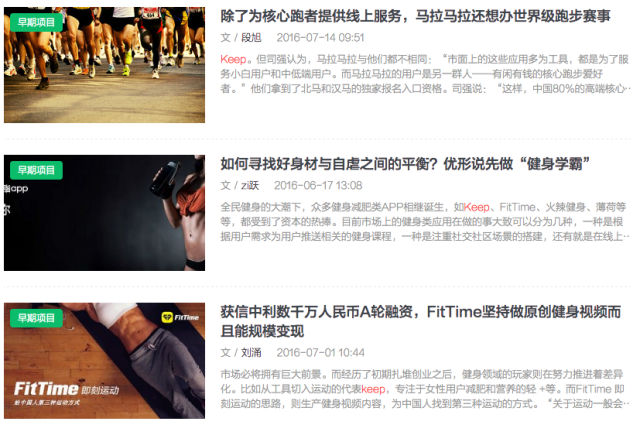 早期项目
除了为核心跑者提供线上服务，马拉马拉还想办世界级跑步赛事
文 / 段旭 2016-07-14 09:51
Keep。但司强认为，马拉马拉与他们都不相同：“市面上的这些应用多为工具，都是为了服
务小白用户和中低端用户。而马拉马拉的用户是另一群人——有闲有钱的核心跑步爱好
者。”他们拿到了北马和汉马的独家报名入口资格。司强说：“这样，中国80%的高端核心…
早期项目
app
你
如何寻找好身材与自虐之间的平衡？优形说先做“健身学霸”
文 / zi跃 2016-06-17 13:08
全民健身的大潮下，众多健身减肥类APP相继诞生，如Keep、FitTime、火辣健身、薄荷等
等，都受到了资本的热捧。目前市场上的健身类应用在做的事大致可以分为几种，一种是根
据用户需求为用户推送相关的健身课程，一种是注重社交社区场景的搭建，还有就是在线上…
早期项目
FitTime
FitTime 即刻运动
给中国人第三种运动方式
获信中利数千万人民币A轮融资，FitTime坚持做原创健身视频而
且能规模变现
文 / 刘涌 2016-07-01 10:44
市场必将拥有巨大前景。而经历了初期扎堆创业之后，健身领域的玩家则在努力推进着差异
化。比如从工具切入运动的代表keep，专注于女性用户减肥和营养的轻 +等。而FitTime 即
刻运动的思路，则生产健身视频内容，为中国人找到第三种运动的方式。“关于运动一般会…